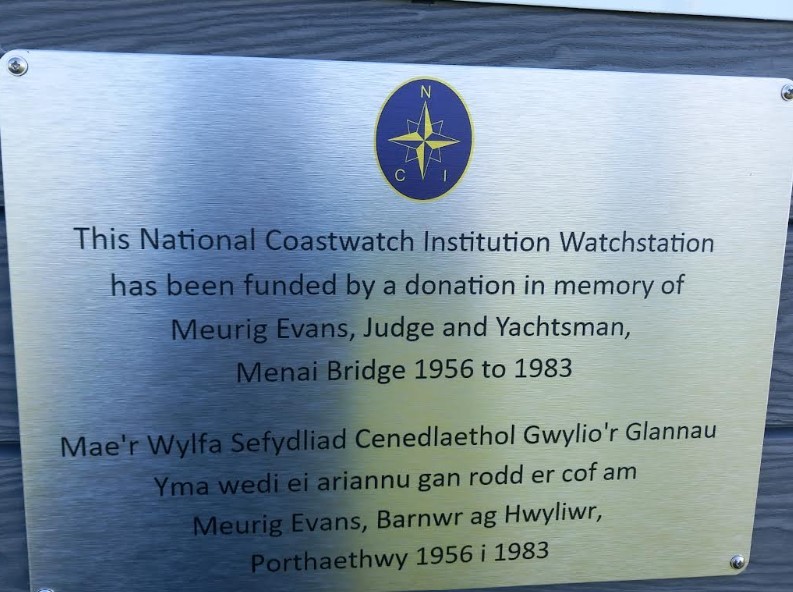 N
C I
This National Coastwatch Institution Watchstation
has been funded by a donation in memory of
Meurig Evans, Judge and Yachtsman,
Menai Bridge 1956 to 1983
Mae'r Wylfa Sefydliad Cenedlaethol Gwylio'r Glannau
Yma wedi ei ariannu gan rodd er cof am
Meurig Evans, Barnwr ag Hwyliwr,
Porthaethwy 1956 i 1983